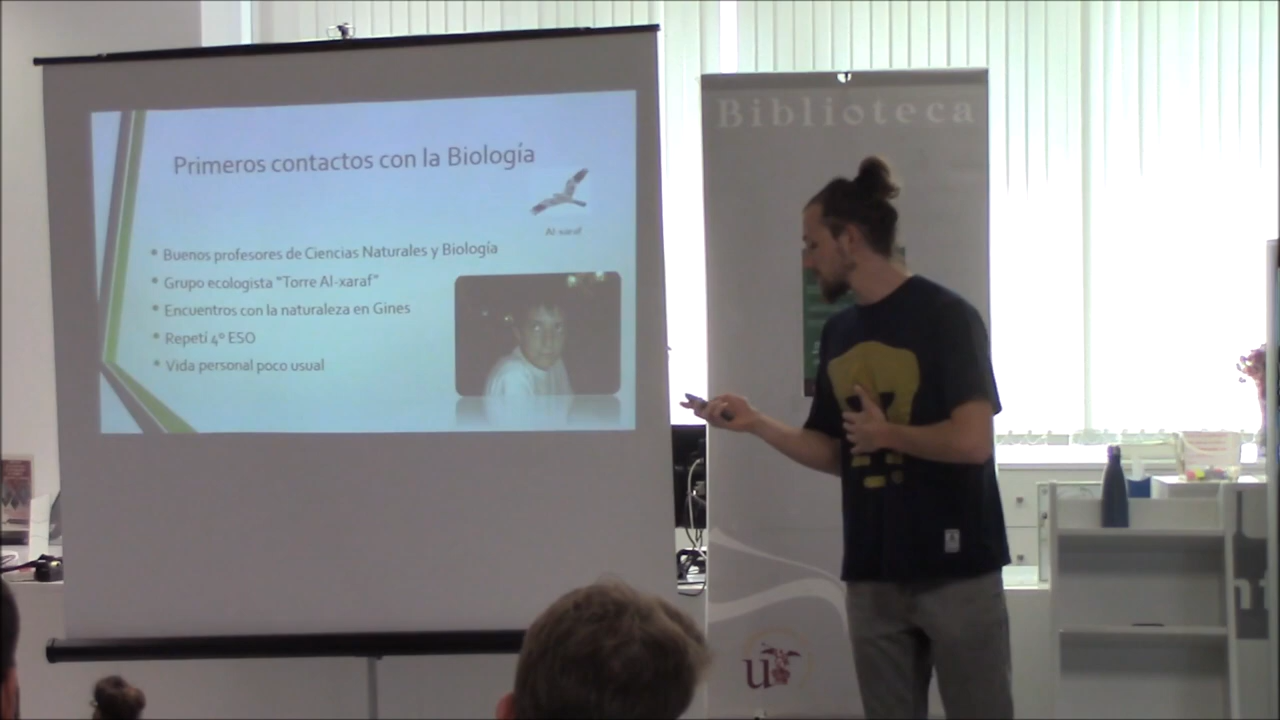 Primeros contactos con la Biología
Al-xaraf
• Buenos profesores de Ciencias Naturales y Biología
• Grupo ecologista "Torre Al-xaraf"
• Encuentros con la naturaleza en Gines
• Repetí 4º ESO
• Vida personal poco usual
Biblioteca
us